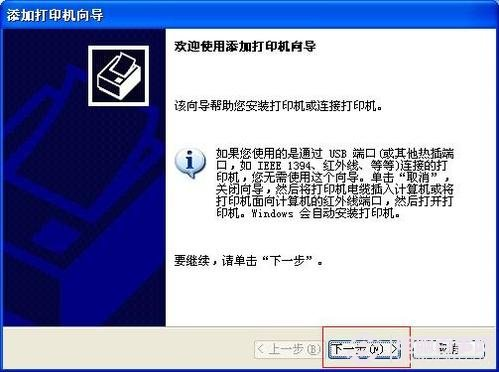 添加打印机向导
欢迎使用添加打印机向导
该向导帮助您安装打印机或连接打印机。
如果您使用的是通过 USB 端口(或其他热插端
口，如 IEEE 1394、红外线、等等)连接的打
印机，您无需使用这个向导。单击“取消”，
关闭向导，然后将打印机电缆插入计算机或将
打印机面向计算机的红外线端口，然后打开打
印机。Windows 会自动安装打印机。
要继续，请单击“下一步”。
< 上一步(B)
下一步(N) >
取消